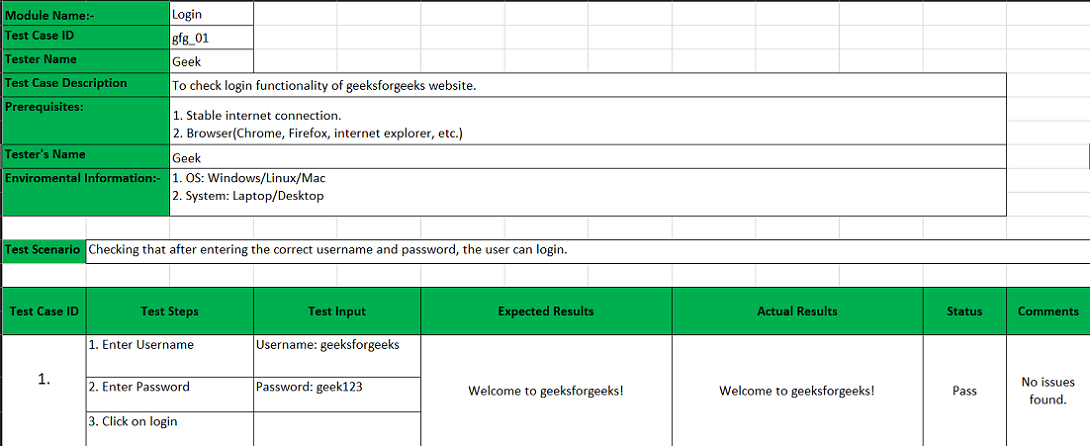 Module Name:- Login
Test Case ID gfg_01
Tester Name Geek
Test Case Description To check login functionality of geeksforgeeks website.
Prerequisites: 1. Stable internet connection.
2. Browser(Chrome, Firefox, internet explorer, etc.)
Tester's Name Geek
Enviromental Information:- 1. OS: Windows/Linux/Mac
2. System: Laptop/Desktop
Test Scenario Checking that after entering the correct username and password, the user can login.
Test Case ID Test Steps Test Input Expected Results Actual Results Status Comments
1. 1. Enter Username Username: geeksforgeeks
2. Enter Password Password: geek123 Welcome to geeksforgeeks! Welcome to geeksforgeeks! Pass No issues
found.
3. Click on login